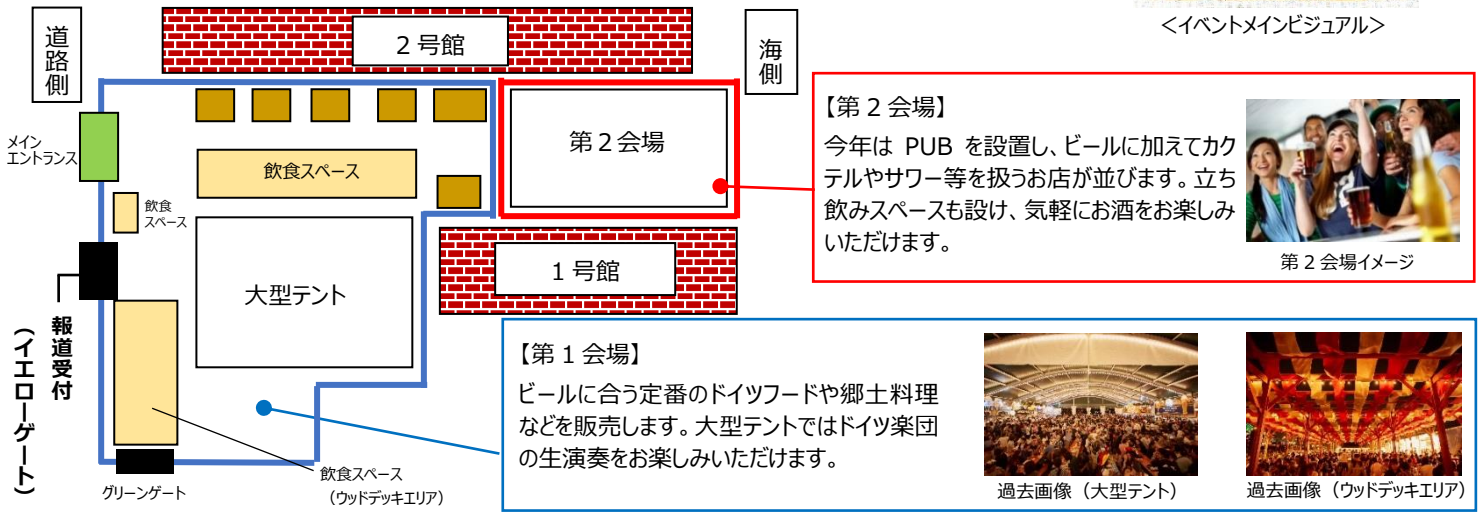 <イベントメインビジュアル>
道路側
2号館
海側
メイン
エントランス
飲食スペース
第2会場
飲食
スペース
大型テント
1号館
報道受付
(イエローゲート)
グリーンゲート
飲食スペース
(ウッドデッキエリア)
【第2会場】
今年は PUB を設置し、ビールに加えてカク
テルやサワー等を扱うお店が並びます。立ち
飲みスペースも設け、気軽にお酒をお楽しみ
いただけます。
第2会場イメージ
【第1会場】
ビールに合う定番のドイツフードや郷土料理
などを販売します。大型テントではドイツ楽団
の生演奏をお楽しみいただけます。
過去画像(大型テント)
過去画像(ウッドデッキエリア)